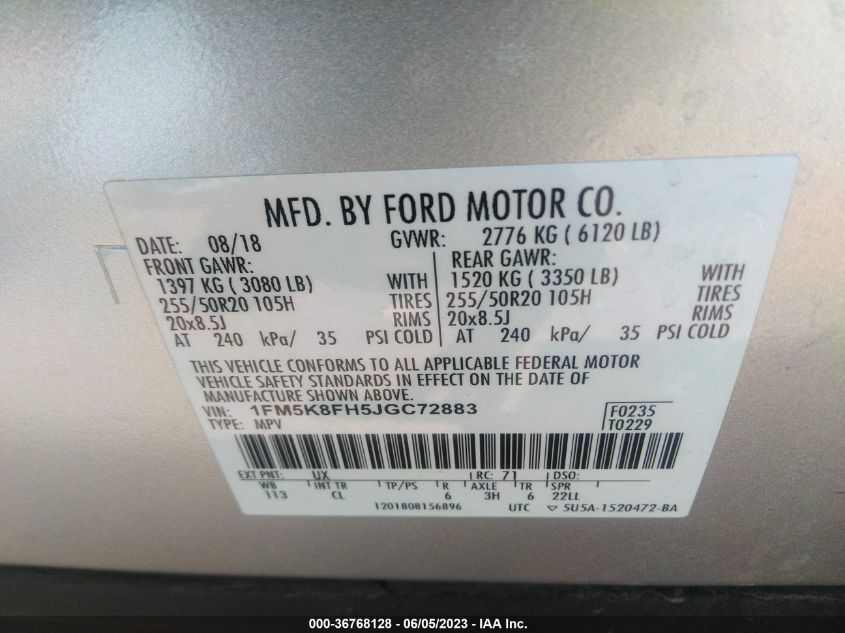 MFD. BY FORD MOTOR CO.
DATE: 08/18 GVWR: 2776 KG ( 6120 LB)
FRONT GAWR: REAR GAWR:
1397 KG ( 3080 LB) WITH 1520 KG ( 3350 LB) WITH
255/50R20 105H TIRES 255/50R20 105H TIRES
20x8.5J RIMS 20x8.5J RIMS
AT 240 kPa/ 35 PSI COLD AT 240 kPa/ 35 PSI COLD
THIS VEHICLE CONFORMS TO ALL APPLICABLE FEDERAL MOTOR
VEHICLE SAFETY STANDARDS IN EFFECT ON THE DATE OF
MANUFACTURE SHOWN ABOVE.
VIN: 1FM5K8FH5JGC72883 F0235
TYPE: MPV T0229
EXT PNT: UX RC: 71 DSO:
WB INT TR TP/PS R AXLE TR SPR
113 CL 6 3H 6 22LL
1201808156896 UTC ▽ 5U5A-1520472-BA
000-36768128 - 06/05/2023 - IAA Inc.